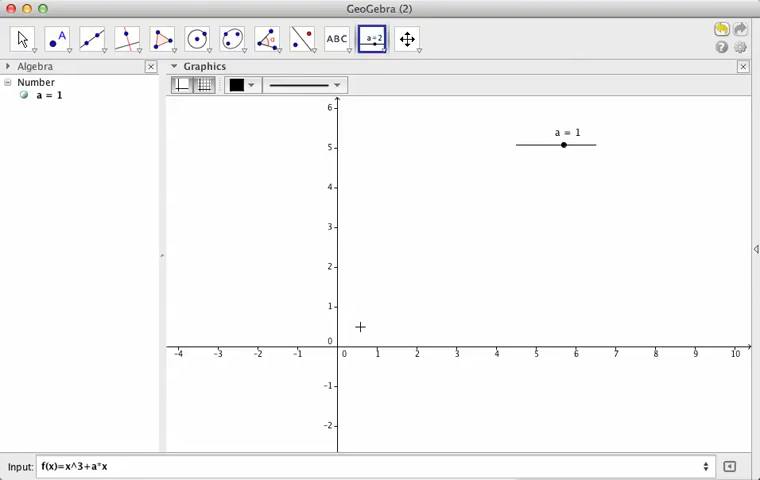 GeoGebra (2)
A
α
ABC
a = 2
Algebra
Graphics
Number
a = 1
6
5
4
3
2
1
0
-4 -3 -2 -1 0 1 2 3 4 5 6 7 8 9 10
-1
-2
a = 1
Input: f(x)=x^3+a*x